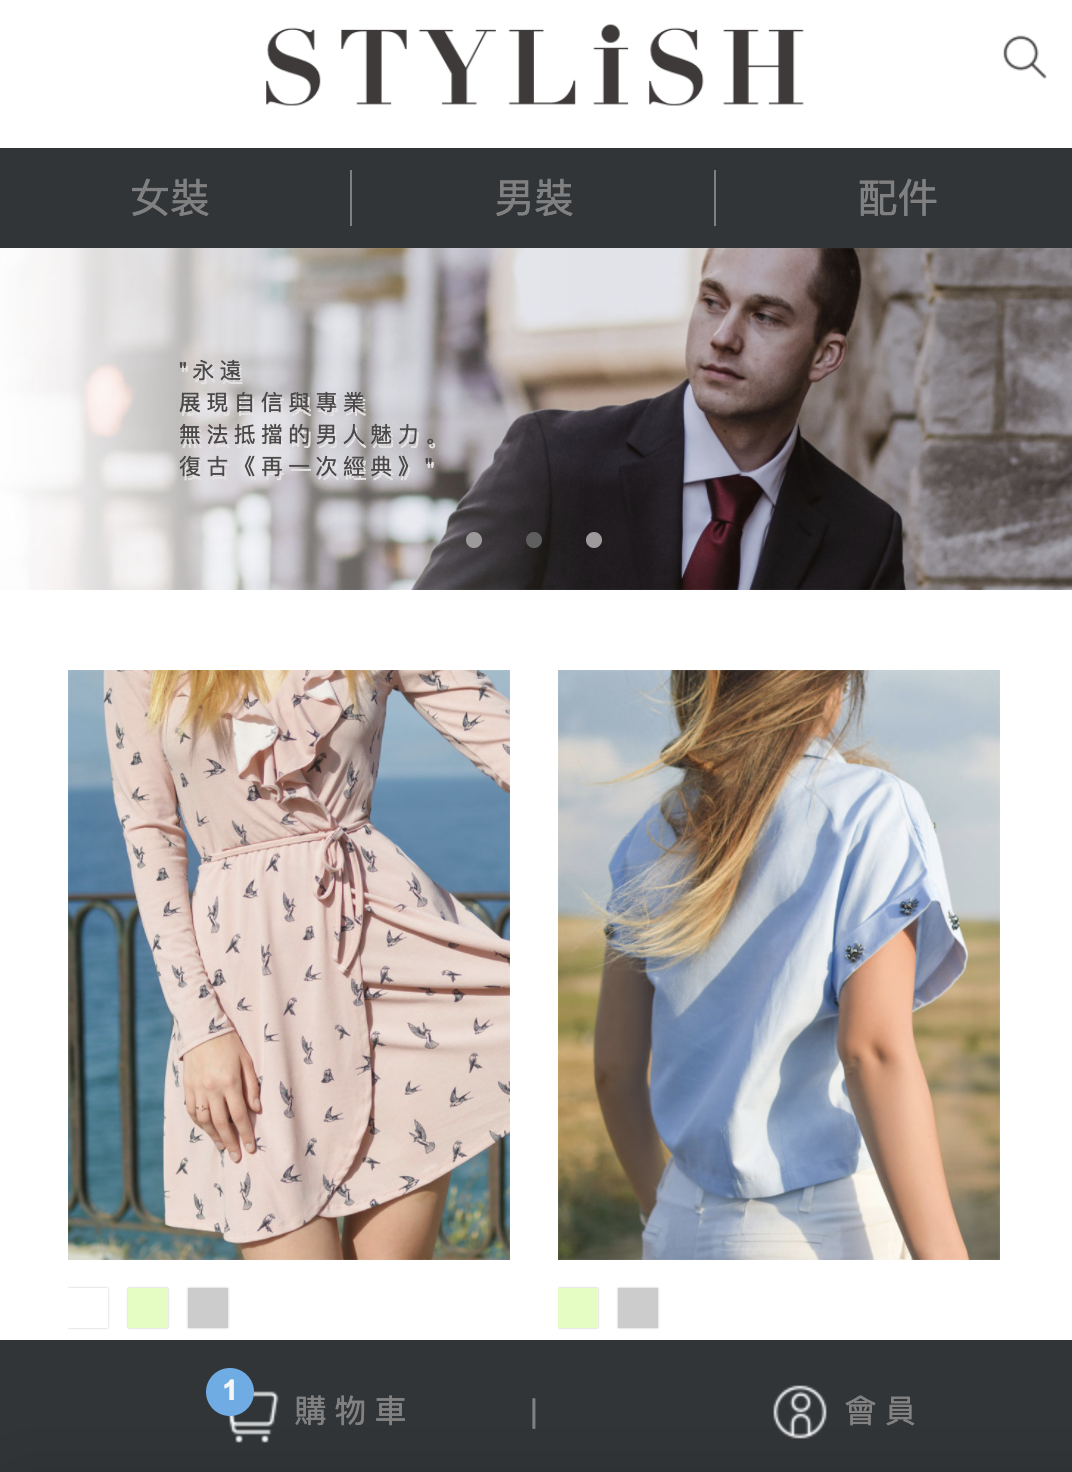 STYLiSH
女裝
男裝
配件
"永遠
展現自信與專業
無法抵擋的男人魅力。
復古《再一次經典》"
1
購物車
|
會員